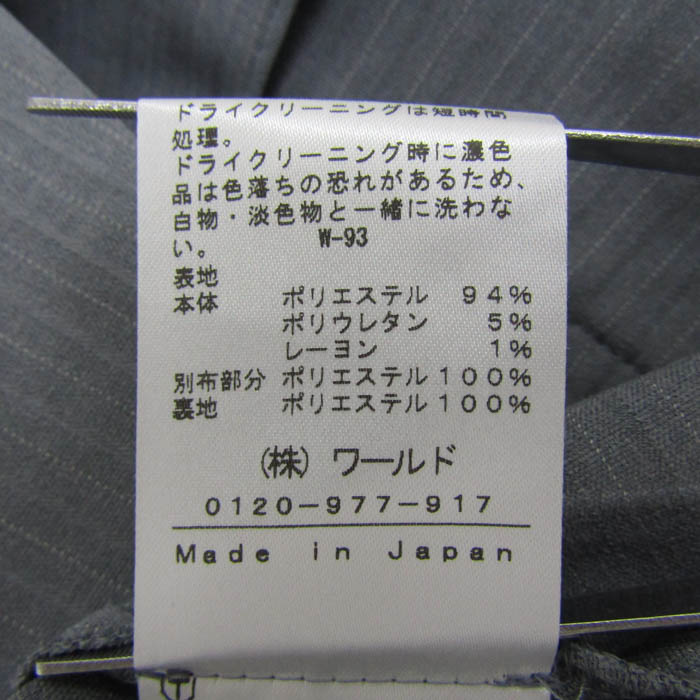 ドライクリーニングは短時間
処理。
ドライクリーニング時に濃色
品は色落ちの恐れがあるため、
白物・淡色物と一緒に洗わな
い。 W-93
表地
本体 ポリエステル 94%
ポリウレタン 5%
レーヨン 1%
別布部分 ポリエステル100%
裏地 ポリエステル100%
(株) ワールド
0120-977-917
Made in Japan